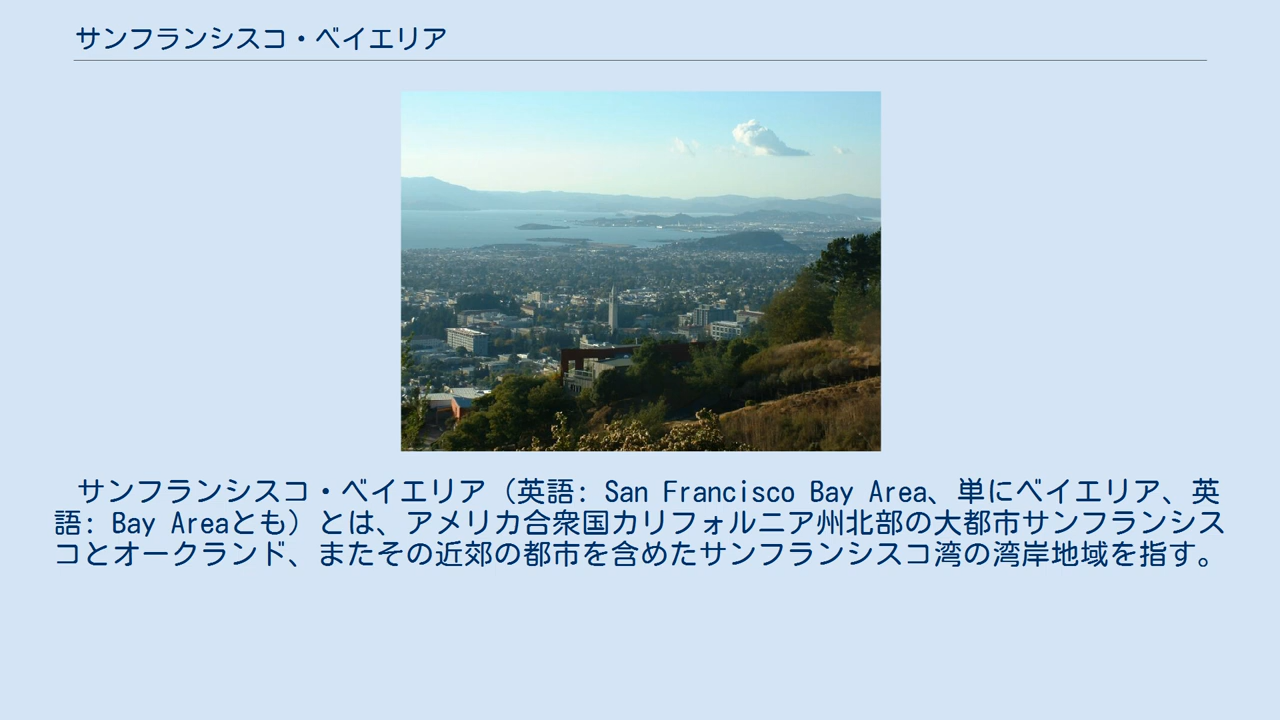 サンフランシスコ・ベイエリア
サンフランシスコ・ベイエリア（英語: San Francisco Bay Area、単にベイエリア、英
語: Bay Areaとも）とは、アメリカ合衆国カリフォルニア州北部の大都市サンフランシス
コとオークランド、またその近郊の都市を含めたサンフランシスコ湾の湾岸地域を指す。